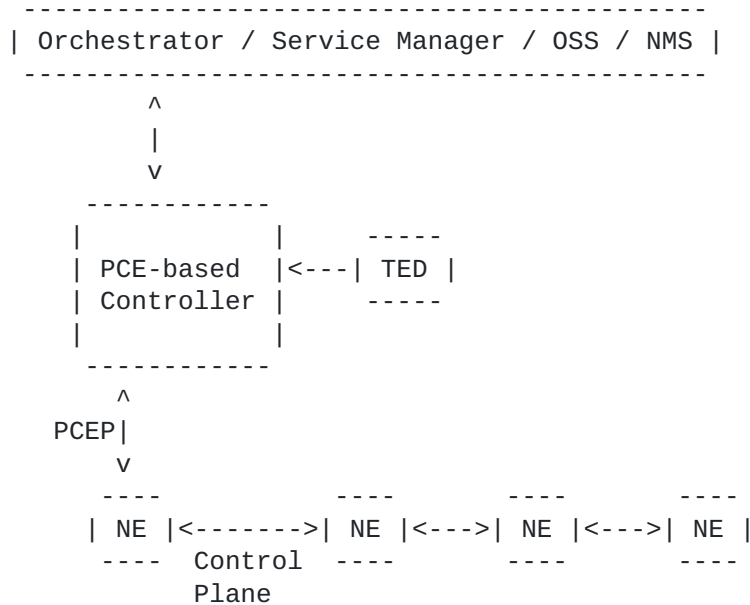 Orchestrator / Service Manager / OSS / NMS
PCE-based TED
Controller
PCEP
NE NE NE NE
Control
Plane